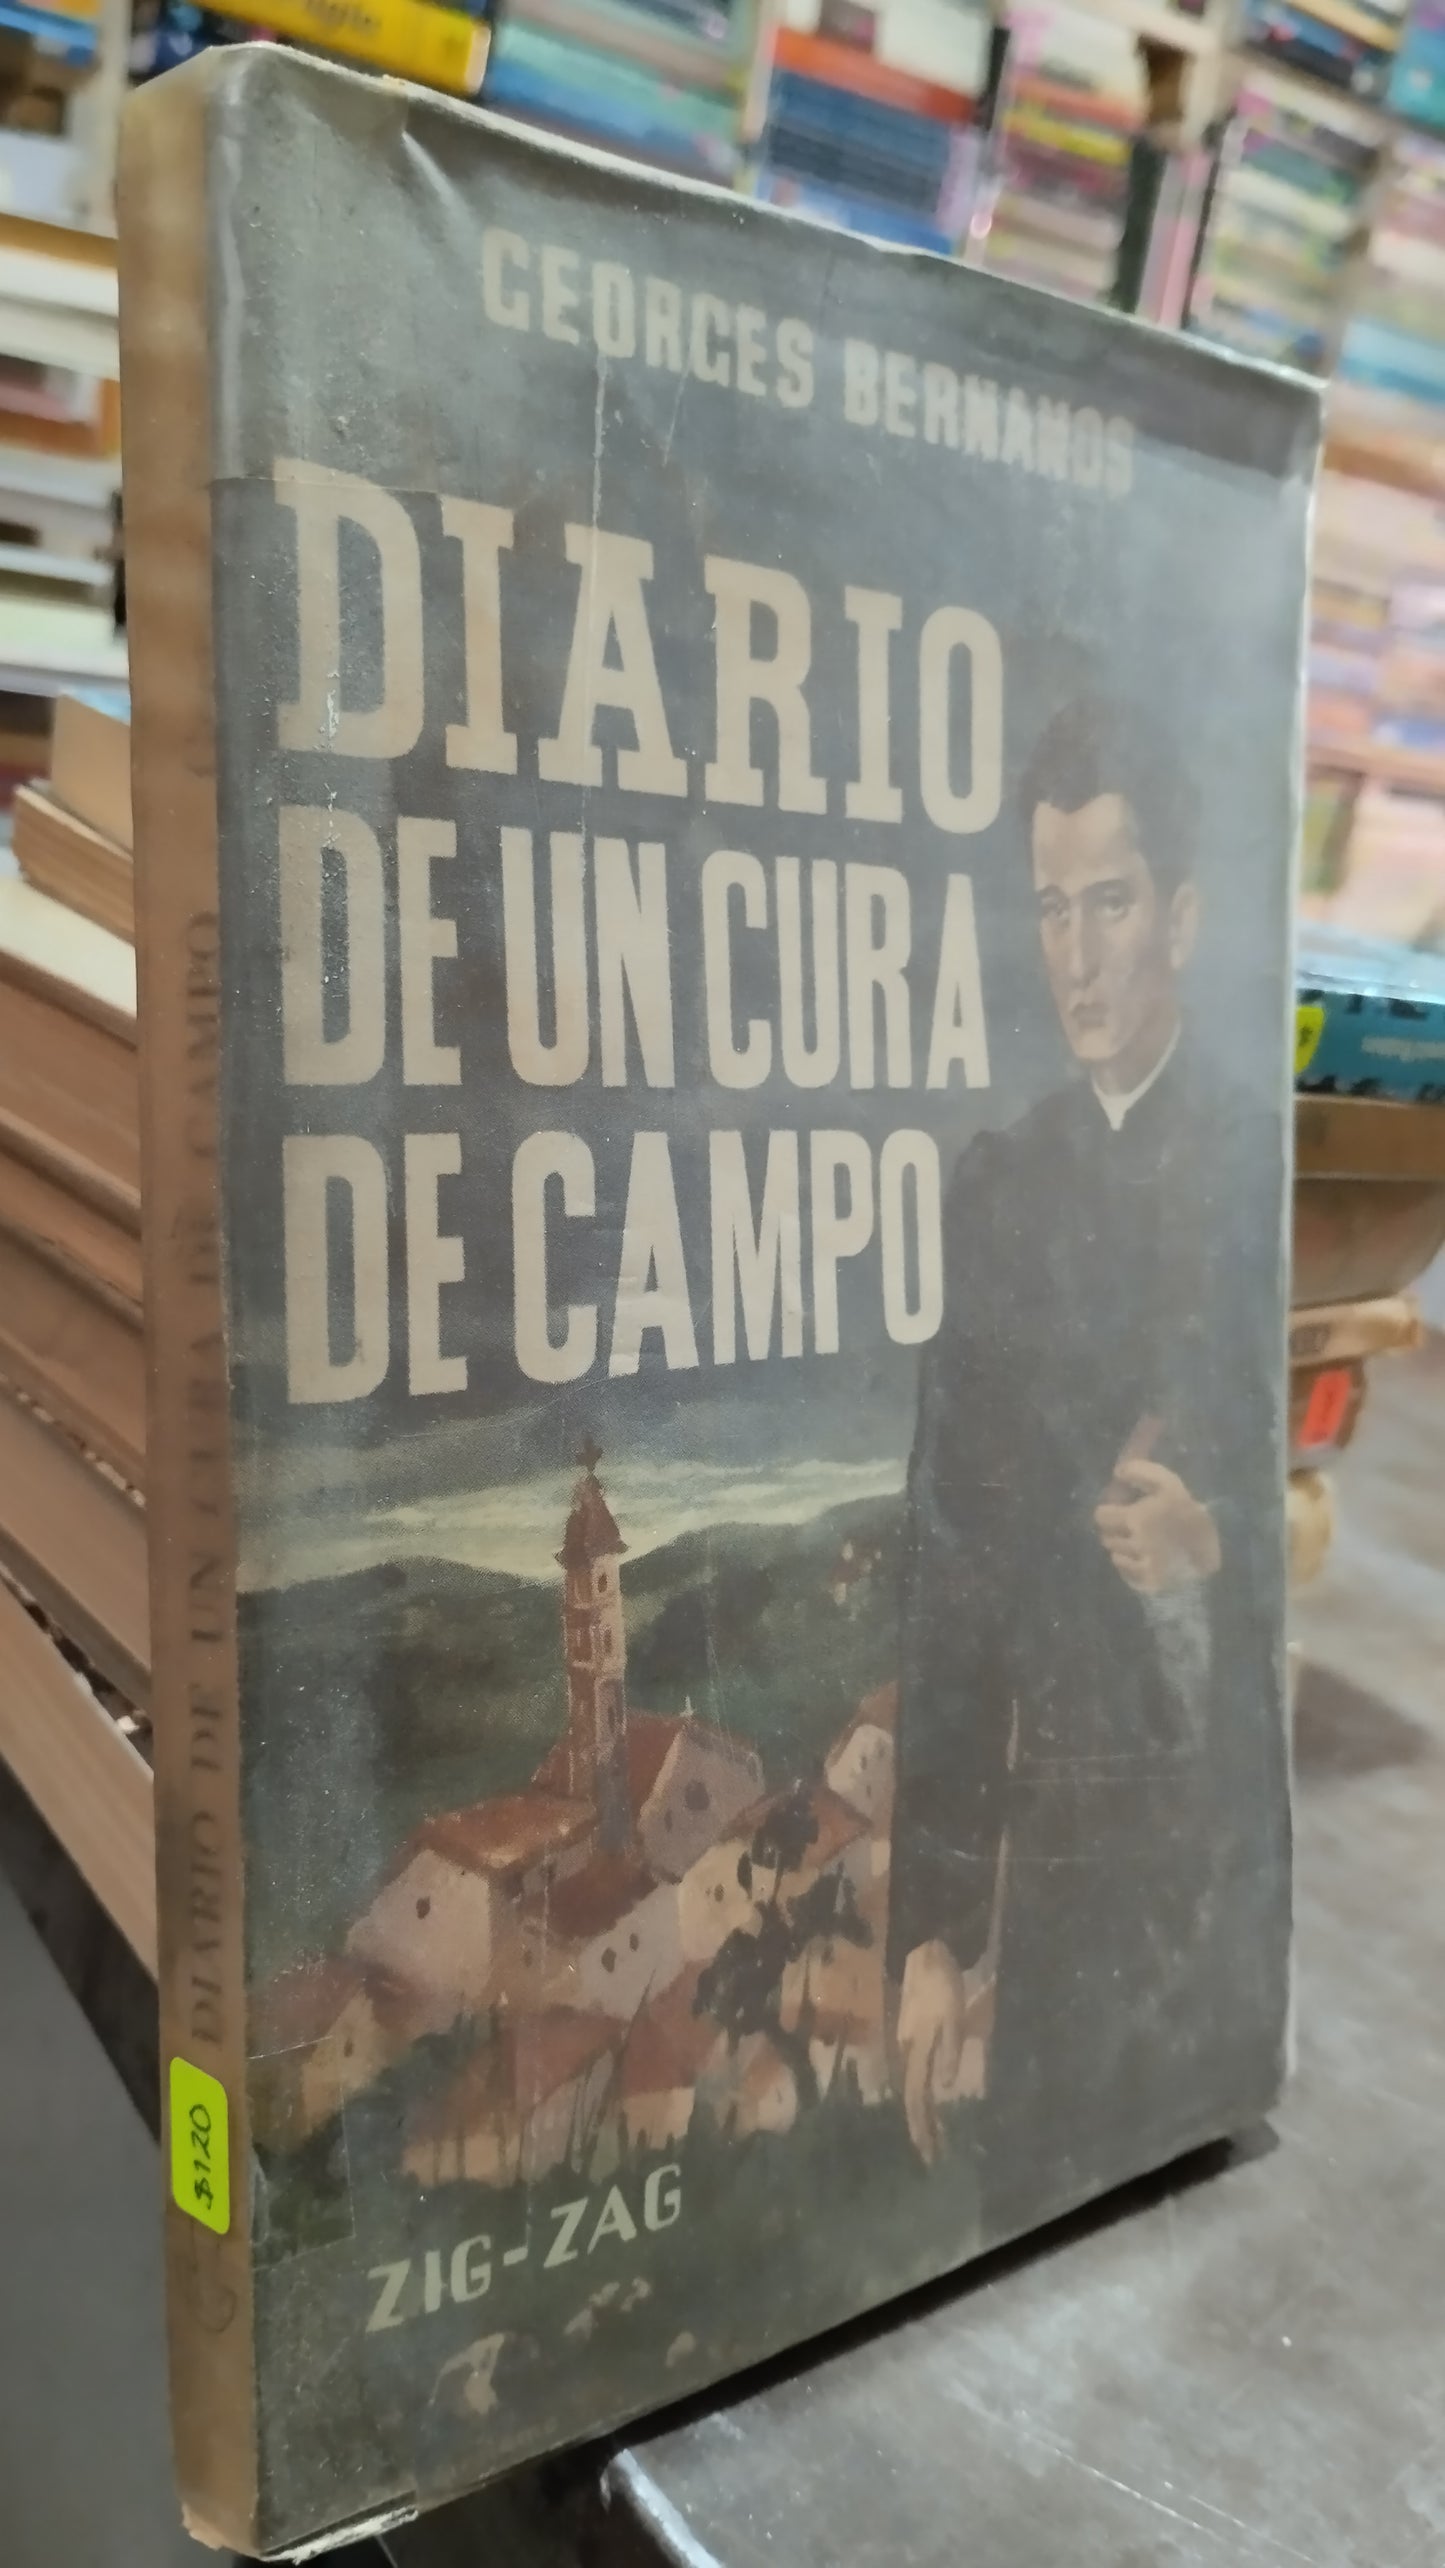 GEORGES BERNANOS
DIARIO
DE UN CURA
DE CAMPO
ZIG-ZAG
DIARIO DE UN CURA DE CAMPO
$120